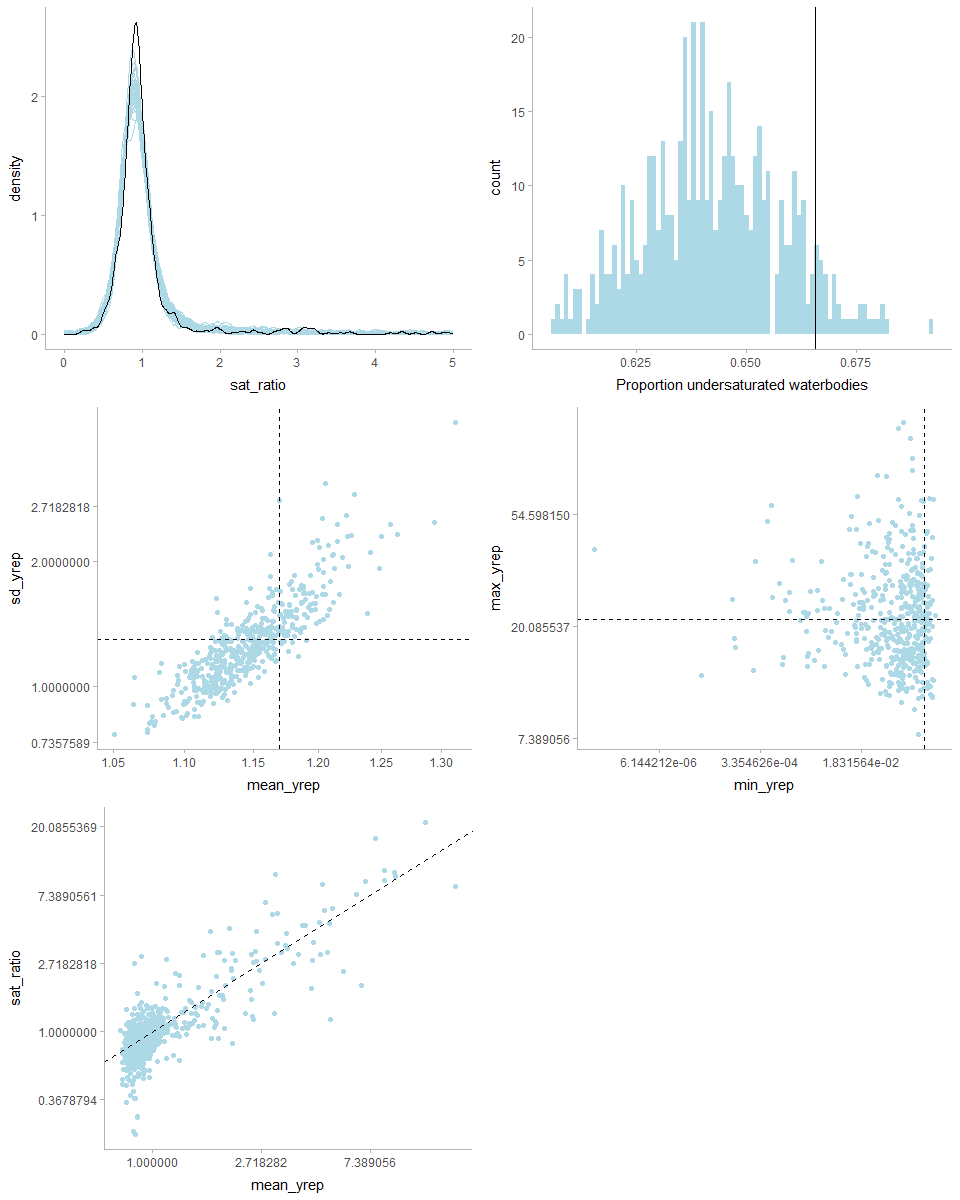 density
2
1
0
0 1 2 3 4 5
sat_ratio
count
20
15
10
5
0
0.625 0.650 0.675
Proportion undersaturated waterbodies
sd_yrep
2.7182818
2.0000000
1.0000000
0.7357589
1.05 1.10 1.15 1.20 1.25 1.30
mean_yrep
max_yrep
54.598150
20.085537
7.389056
6.144212e-06 3.354626e-04 1.831564e-02
min_yrep
sat_ratio
20.0855369
7.3890561
2.7182818
1.0000000
0.3678794
1.000000 2.718282 7.389056
mean_yrep